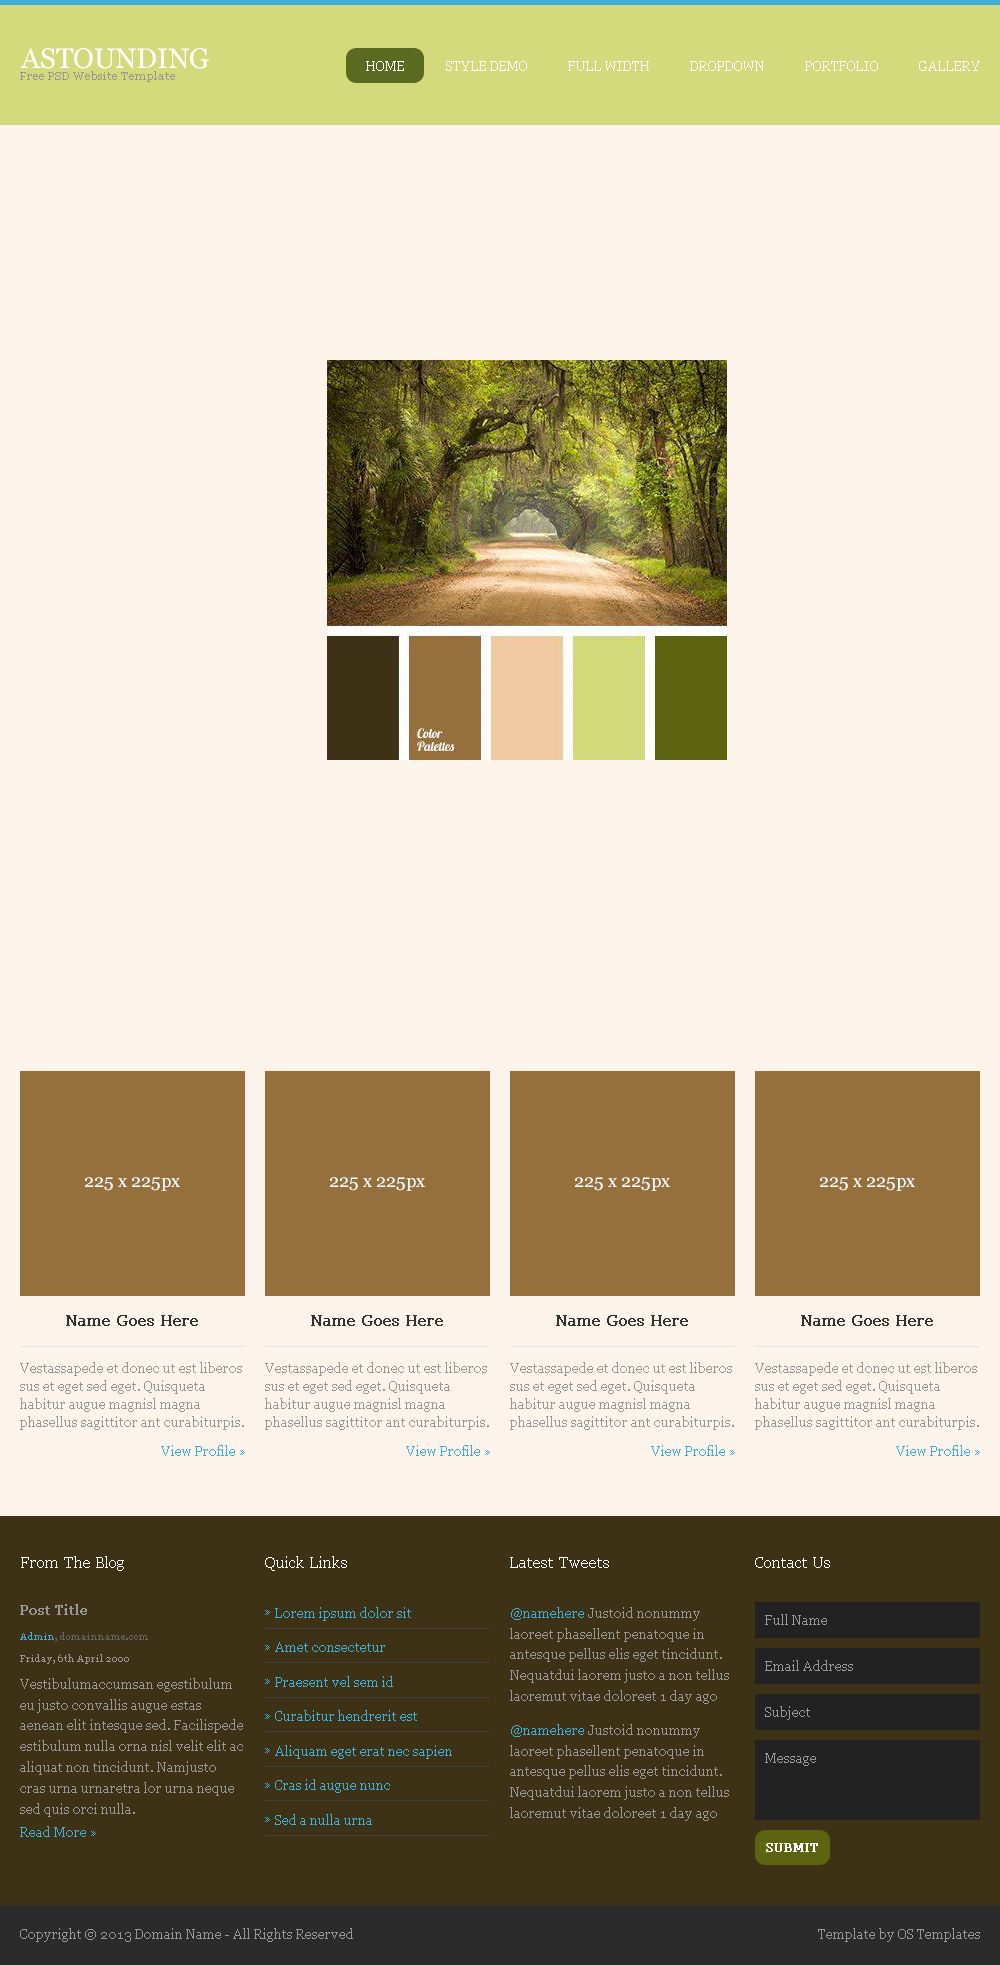 ASTOUNDING
Free PSD Website Template
HOME
STYLE DEMO
FULL WIDTH
DROPDOWN
PORTFOLIO
GALLERY
Color
Palettes
225 x 225px
225 x 225px
225 x 225px
225 x 225px
Name Goes Here
Vestassapede et donec ut est liberos
sus et eget sed eget. Quisqueta
habitur augue magnisl magna
phasellus sagittitor ant curabiturpis.
View Profile »
Name Goes Here
Vestassapede et donec ut est liberos
sus et eget sed eget. Quisqueta
habitur augue magnisl magna
phasellus sagittitor ant curabiturpis.
View Profile »
Name Goes Here
Vestassapede et donec ut est liberos
sus et eget sed eget. Quisqueta
habitur augue magnisl magna
phasellus sagittitor ant curabiturpis.
View Profile »
Name Goes Here
Vestassapede et donec ut est liberos
sus et eget sed eget. Quisqueta
habitur augue magnisl magna
phasellus sagittitor ant curabiturpis.
View Profile »
From The Blog
Post Title
Admin, domainname.com
Friday, 6th April 2000
Vestibulumaccumsan egestibulum
eu justo convallis augue estas
aenean elit intesque sed. Facilispede
estibulum nulla orna nisl velit elit ac
aliquat non tincidunt. Namjusto
cras urna urnaretra lor urna neque
sed quis orci nulla.
Read More »
Quick Links
» Lorem ipsum dolor sit
» Amet consectetur
» Praesent vel sem id
» Curabitur hendrerit est
» Aliquam eget erat nec sapien
» Cras id augue nunc
» Sed a nulla urna
Latest Tweets
@namehere Justoid nonummy
laoreet phasellent penatoque in
antesque pellus elis eget tincidunt.
Nequatdui laorem justo a non tellus
laoremut vitae doloreet 1 day ago
@namehere Justoid nonummy
laoreet phasellent penatoque in
antesque pellus elis eget tincidunt.
Nequatdui laorem justo a non tellus
laoremut vitae doloreet 1 day ago
Contact Us
Full Name
Email Address
Subject
Message
SUBMIT
Copyright © 2013 Domain Name - All Rights Reserved
Template by OS Templates